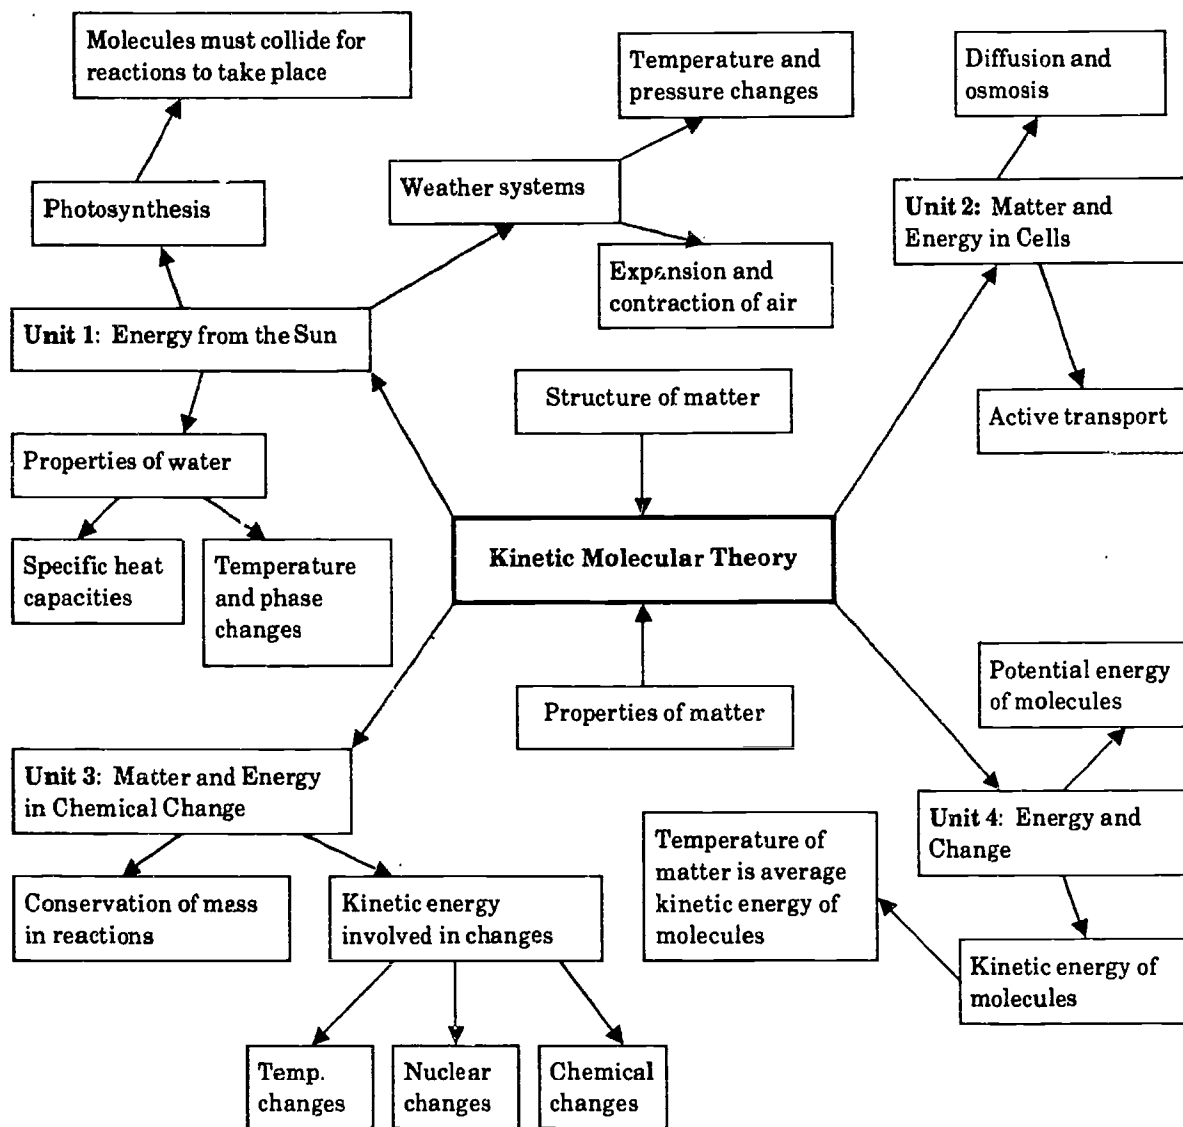 Molecules must collide for
reactions to take place
Temperature and
pressure changes
Diffusion and
osmosis
Photosynthesis
Weather systems
Unit 2: Matter and
Energy in Cells
Expansion and
contraction of air
Unit 1: Energy from the Sun
Structure of matter
Active transport
Properties of water
Kinetic Molecular Theory
Specific heat
capacities
Temperature
and phase
changes
Potential energy
of molecules
Properties of matter
Unit 3: Matter and Energy
in Chemical Change
Unit 4: Energy and
Change
Temperature of
matter is average
kinetic energy of
molecules
Conservation of mass
in reactions
Kinetic energy
involved in changes
Kinetic energy of
molecules
Temp.
changes
Nuclear
changes
Chemical
changes